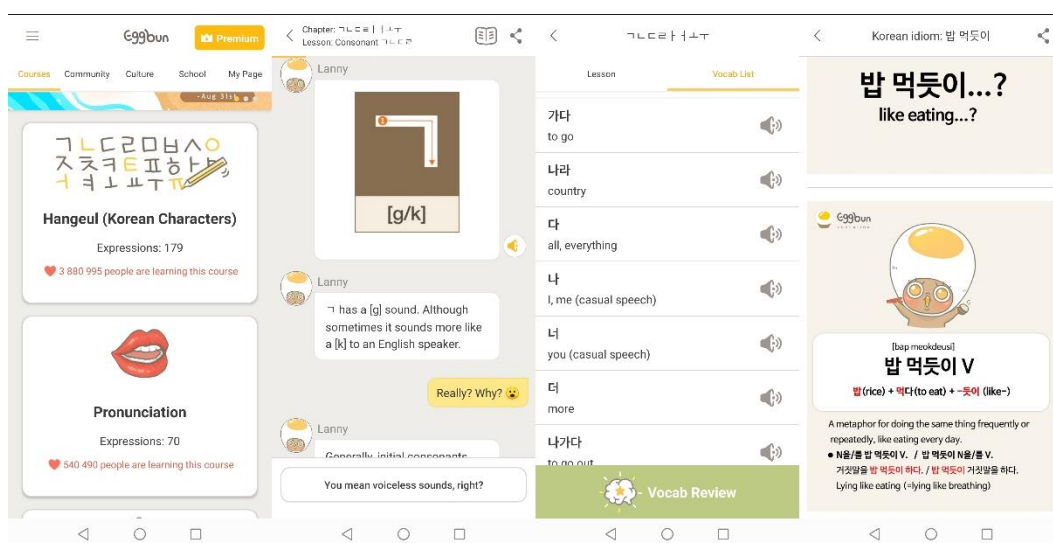 Eggbun
Premium
Courses Community Culture School My Page
-Aug 31st
ㄱㄴㄷㄹㅁㅂㅅㅇ
ㅈㅊㅋㅌㅍㅎㅏㅑ
ㅓㅕㅗㅛㅜㅠ
Hangeul (Korean Characters)
Expressions: 179
3 880 995 people are learning this course
Pronunciation
Expressions: 70
540 490 people are learning this course
Chapter: ㄱㄴㄷㄹㅏㅓㅗㅜ
Lesson: Consonant ㄱㄴㄷㄹ
Lanny
1
[g/k]
Lanny
ㄱ has a [g] sound. Although
sometimes it sounds more like
a [k] to an English speaker.
Really? Why?
Lanny
Generally, initial consonants
You mean voiceless sounds, right?
ㄱㄴㄷㄹㅏㅓㅗㅜ
Lesson Vocab List
가다
to go
나라
country
다
all, everything
나
I, me (casual speech)
너
you (casual speech)
더
more
나가다
to go out
Vocab Review
Korean idiom: 밥 먹듯이
밥 먹듯이...?
like eating...?
Eggbun
[bap meokdeusi]
밥 먹듯이 V
밥(rice) + 먹다(to eat) + -듯이 (like~)
A metaphor for doing the same thing frequently or
repeatedly, like eating every day.
● N을/를 밥 먹듯이 V. / 밥 먹듯이 N을/를 V.
거짓말을 밥 먹듯이 하다. / 밥 먹듯이 거짓말을 하다.
Lying like eating (=lying like breathing)